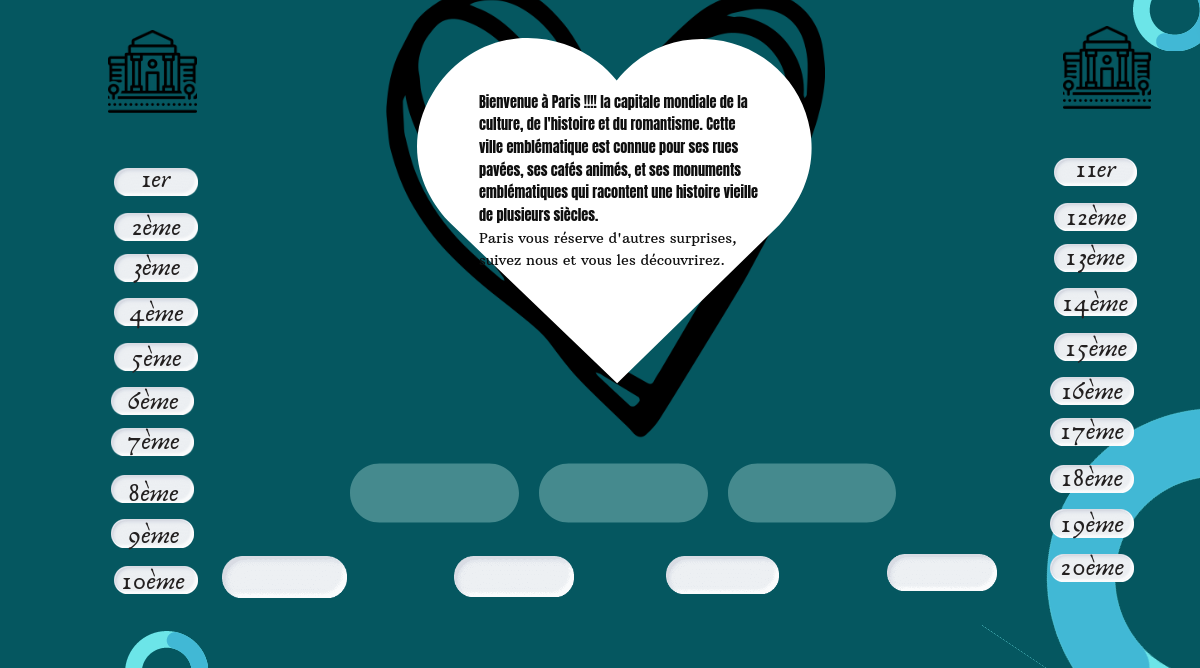 Bienvenue à Paris !!!! la capitale mondiale de la
culture, de l'histoire et du romantisme. Cette
ville emblématique est connue pour ses rues
pavées, ses cafés animés, et ses monuments
emblématiques qui racontent une histoire vieille
de plusieurs siècles.
Paris vous réserve d'autres surprises,
suivez nous et vous les découvrirez.
1er
2ème
3ème
4ème
5ème
6ème
7ème
8ème
9ème
10ème
11er
12ème
13ème
14ème
15ème
16ème
17ème
18ème
19ème
20ème